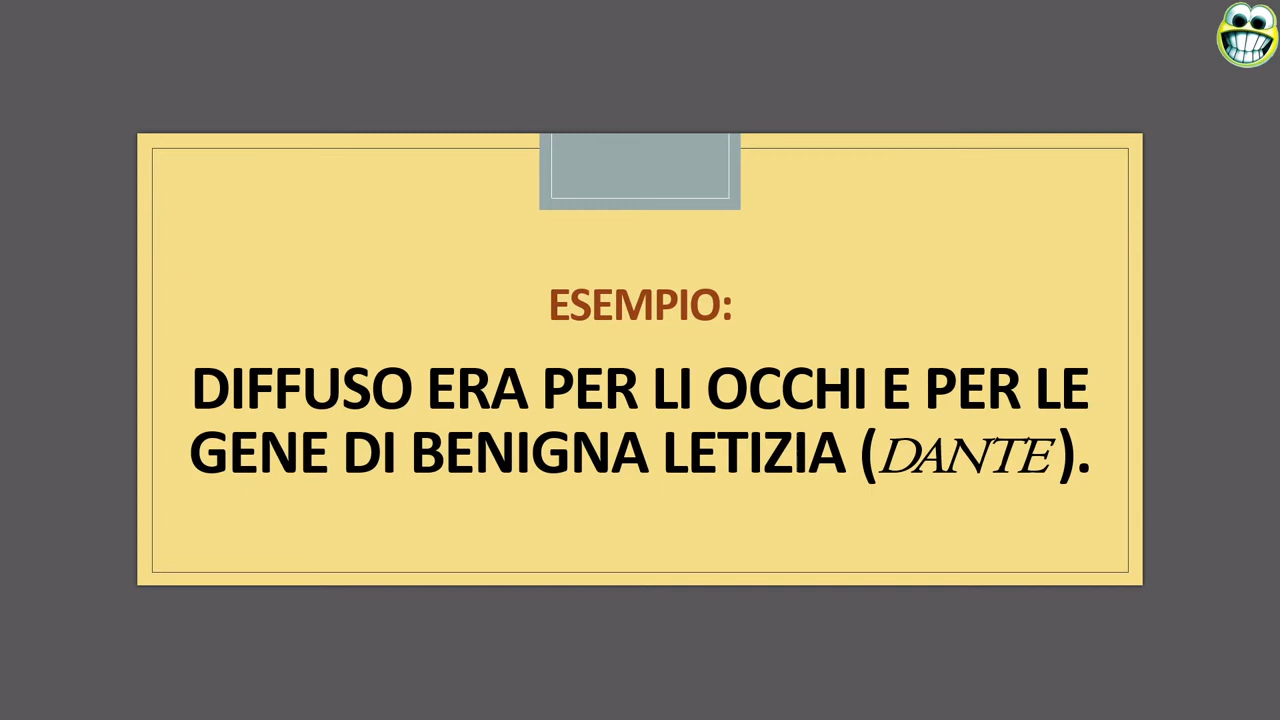 ESEMPIO:
DIFFUSO ERA PER LI OCCHI E PER LE
GENE DI BENIGNA LETIZIA (DANTE).